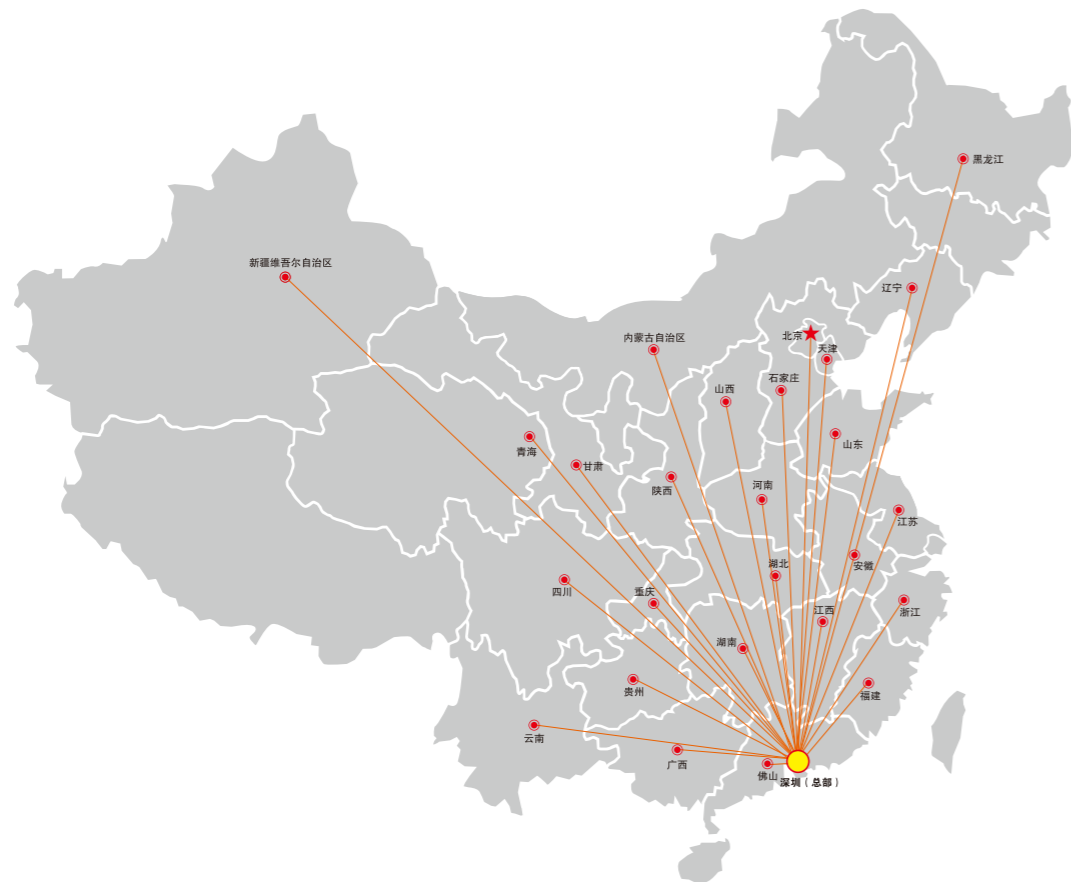 黑龙江
新疆维吾尔自治区
辽宁
北京
内蒙古自治区
天津
石家庄
山西
山东
青海
甘肃
陕西
河南
江苏
湖北
安徽
四川
重庆
江西
浙江
湖南
贵州
福建
云南
广西
佛山
深圳（总部）